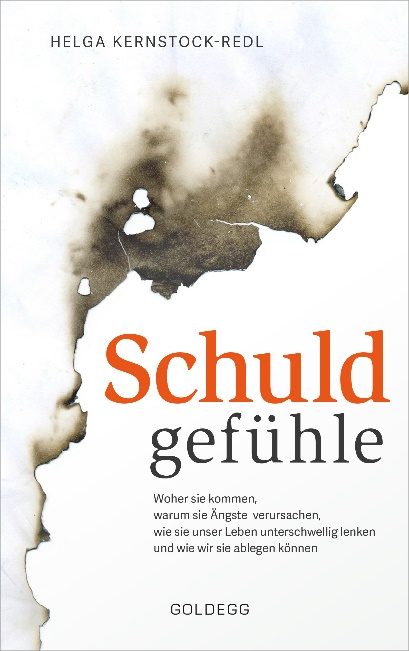 HELGA KERNSTOCK-REDL
Schuld
gefühle
Woher sie kommen,
warum sie Ängste verursachen,
wie sie unser Leben unterschwellig lenken
und wie wir sie ablegen können
GOLDEGG